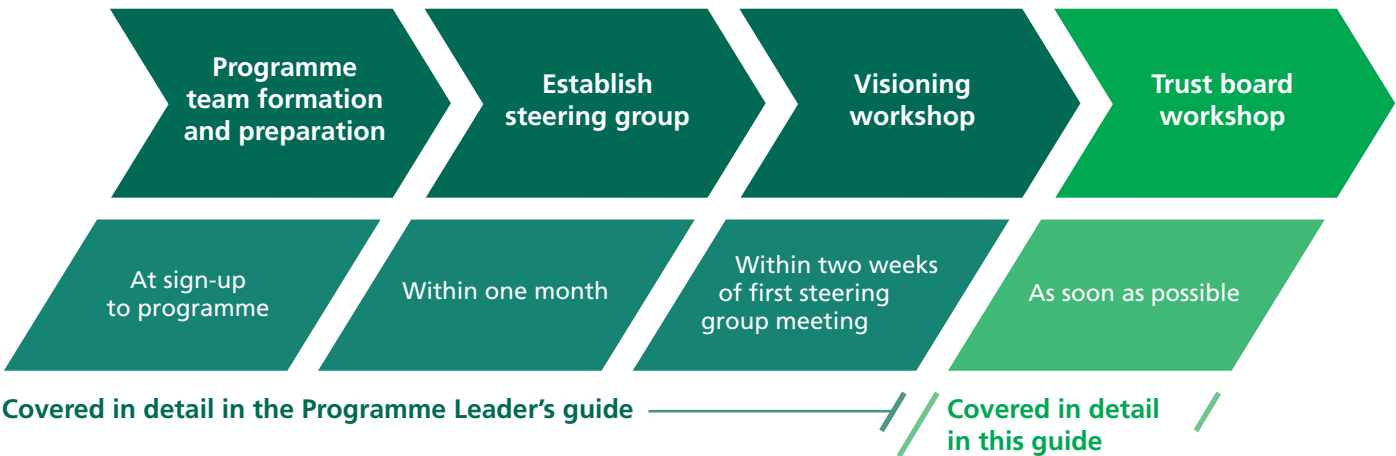 Programme
team formation
and preparation
Establish
steering group
Visioning
workshop
Trust board
workshop
At sign-up
to programme
Within one month
Within two weeks
of first steering
group meeting
As soon as possible
Covered in detail in the Programme Leader’s guide
Covered in detail
in this guide